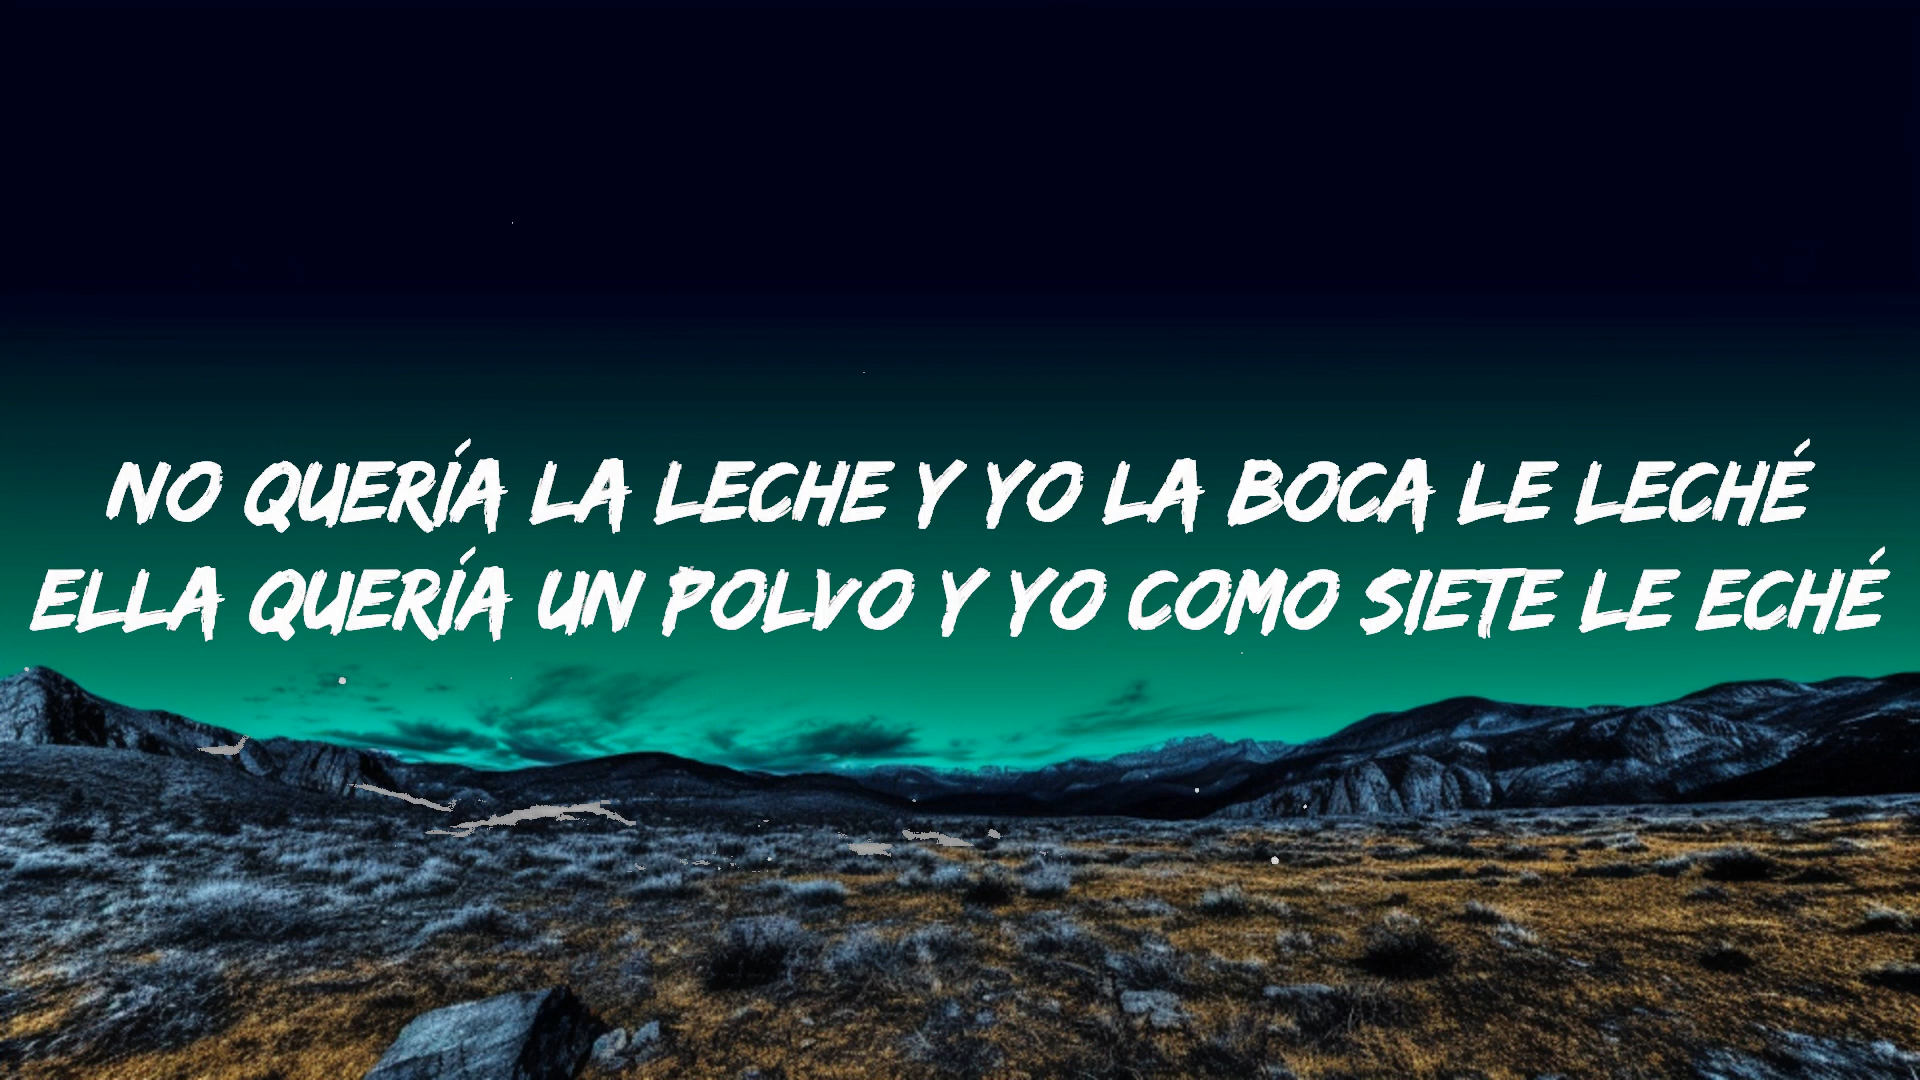 NO QUERÍA LA LECHE Y YO LA BOCA LE LECHÉ
ELLA QUERÍA UN POLVO Y YO COMO SIETE LE ECHÉ